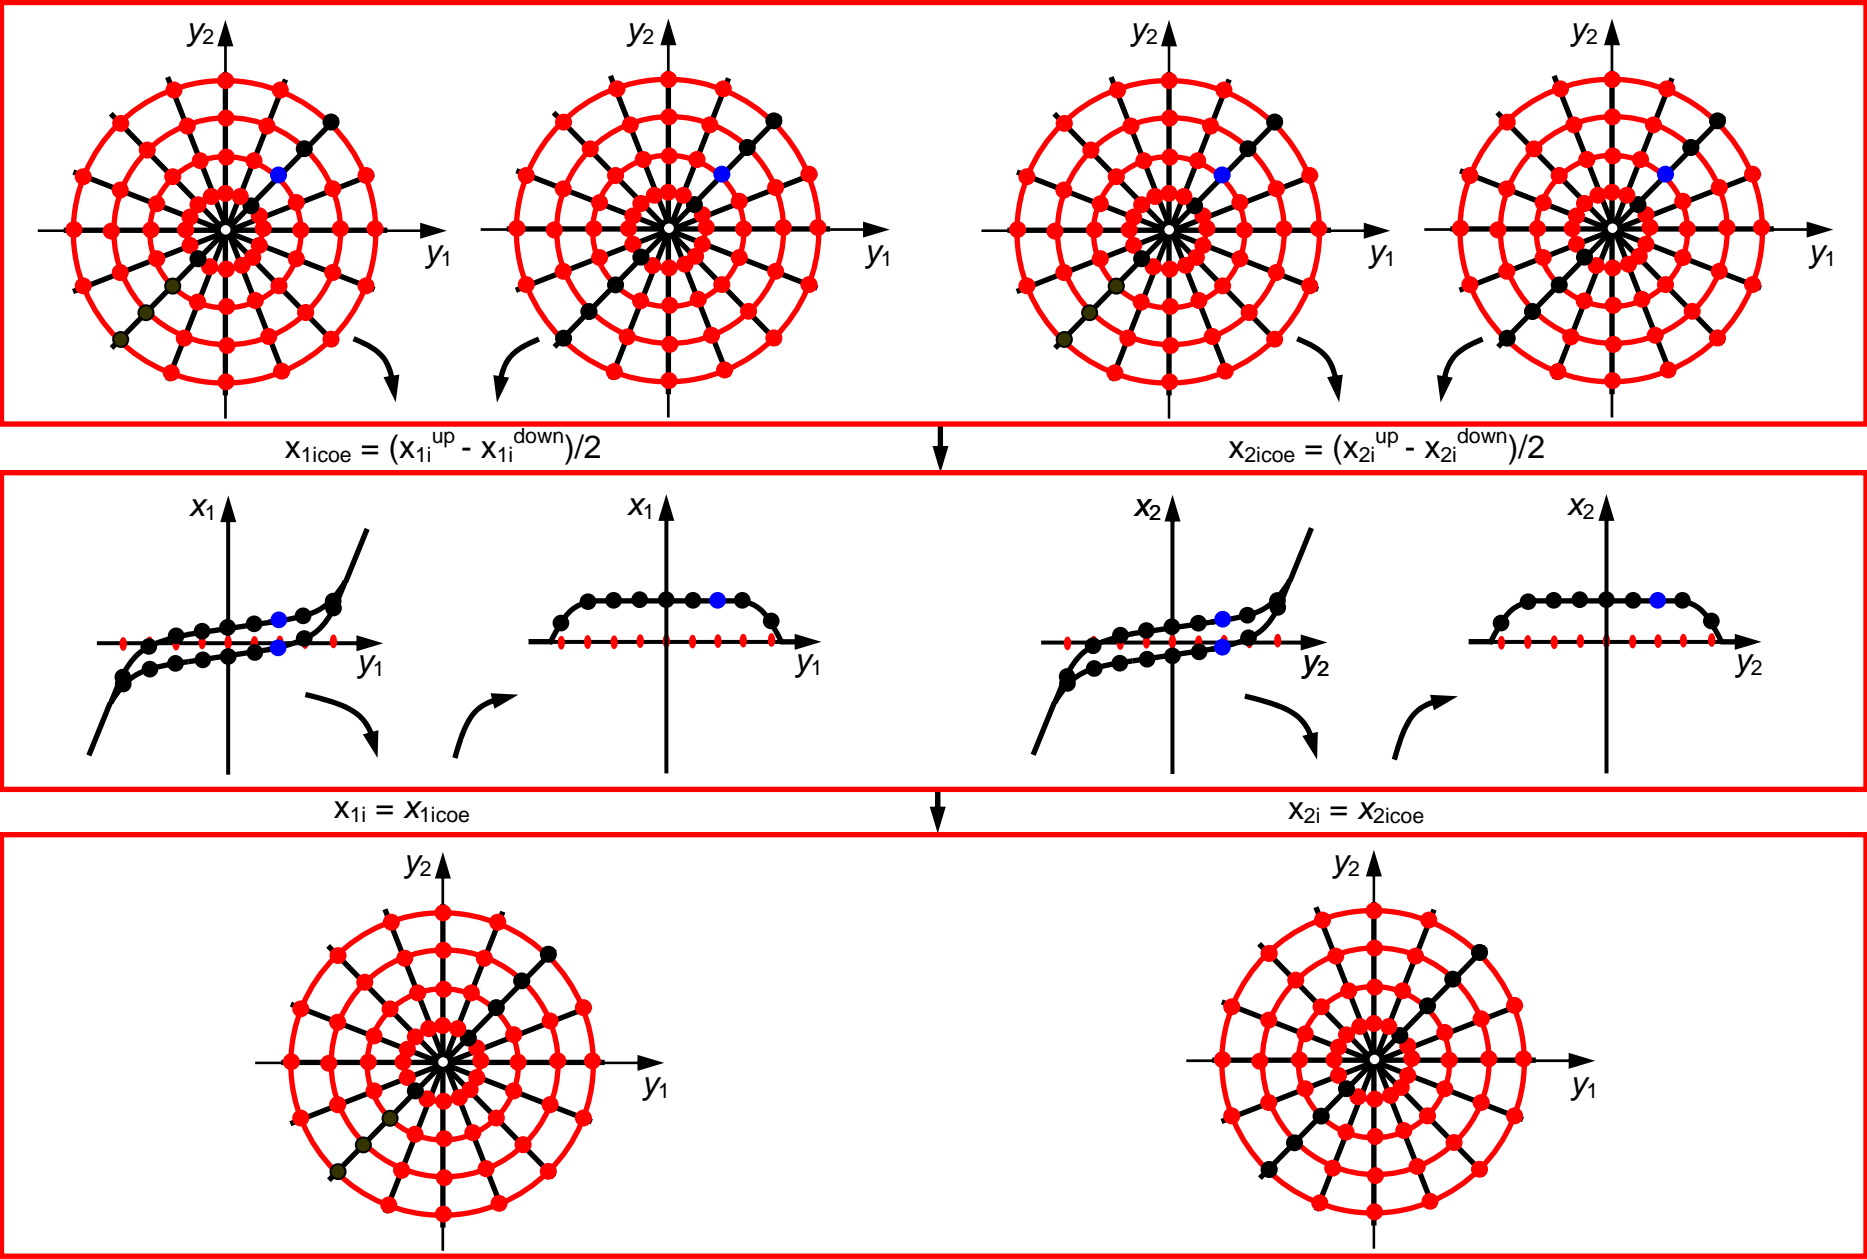 y₂ y₂ y₂ y₂
y₁ y₁ y₁ y₁
x₁ᵢcoe = (x₁ᵢ^up - x₁ᵢ^down)/2 x₂ᵢcoe = (x₂ᵢ^up - x₂ᵢ^down)/2
x₁ x₁ x₂ x₂
y₁ y₁ y₂ y₂
x₁ᵢ = x₁ᵢcoe x₂ᵢ = x₂ᵢcoe
y₂ y₂
y₁ y₁